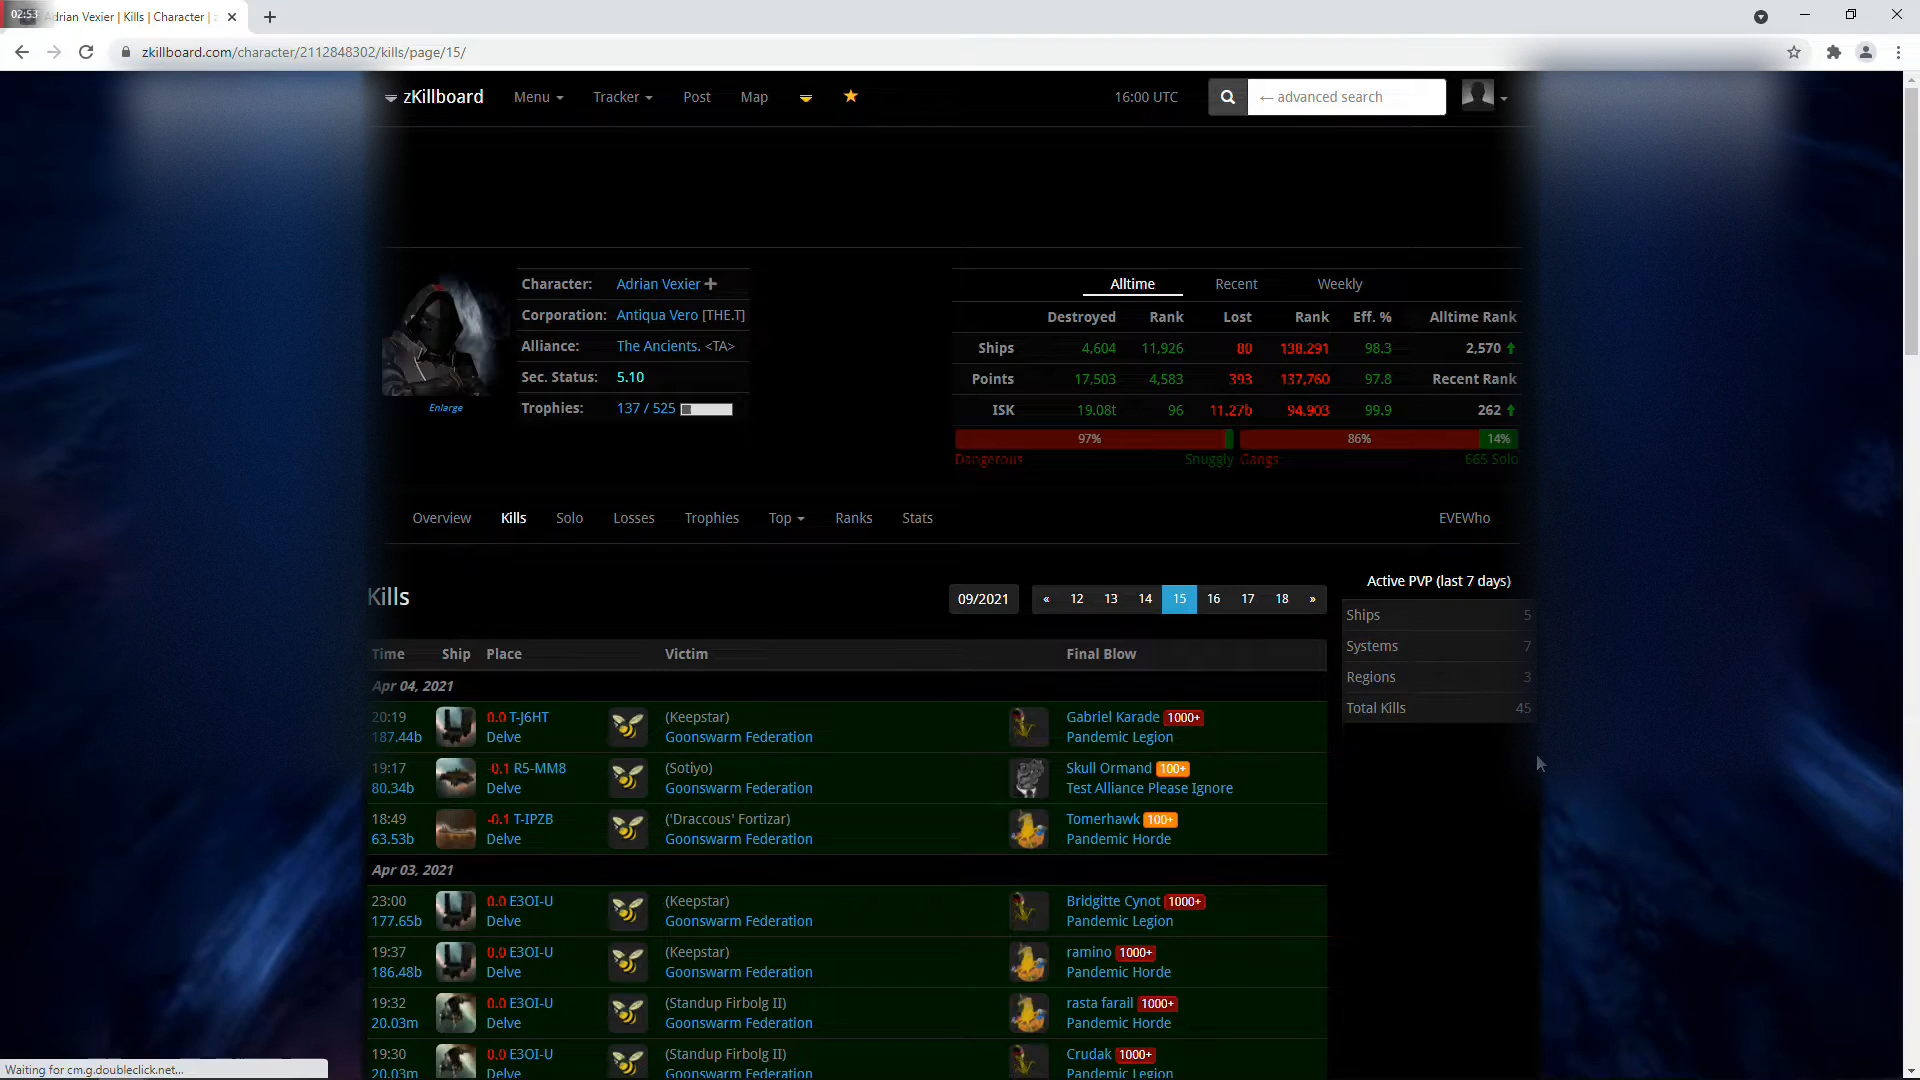 02:53
drian Vexier | Kills | Character |
zkillboard.com/character/2112848302/kills/page/15/
zKillboard Menu Tracker Post Map 16:00 UTC ← advanced search
Character: Adrian Vexier
Corporation: Antiqua Vero [THE.T]
Alliance: The Ancients. <TA>
Sec. Status: 5.10
Trophies: 137 / 525
Enlarge
Alltime Recent Weekly
Destroyed Rank Lost Rank Eff. % Alltime Rank
Ships 4,604 11,926 80 138,291 98.3 2,570
Points 17,503 4,583 393 137,760 97.8 Recent Rank
ISK 19.08t 96 11.27b 94,903 99.9 262
97% 86% 14%
Dangerous Snuggly Gangs 665 Solo
Overview Kills Solo Losses Trophies Top Ranks Stats EVEWho
Kills 09/2021 « 12 13 14 15 16 17 18 »
Active PVP (last 7 days)
Ships 5
Systems 7
Regions 3
Total Kills 45
Time Ship Place Victim Final Blow
Apr 04, 2021
20:19 0.0 T-J6HT (Keepstar) Gabriel Karade 1000+
187.44b Delve Goonswarm Federation Pandemic Legion
19:17 -0.1 R5-MM8 (Sotiyo) Skull Ormand 100+
80.34b Delve Goonswarm Federation Test Alliance Please Ignore
18:49 -0.1 T-IPZB ('Draccous' Fortizar) Tomerhawk 100+
63.53b Delve Goonswarm Federation Pandemic Horde
Apr 03, 2021
23:00 0.0 E3OI-U (Keepstar) Bridgitte Cynot 1000+
177.65b Delve Goonswarm Federation Pandemic Legion
19:37 0.0 E3OI-U (Keepstar) ramino 1000+
186.48b Delve Goonswarm Federation Pandemic Horde
19:32 0.0 E3OI-U (Standup Firbolg II) rasta farail 1000+
20.03m Delve Goonswarm Federation Pandemic Horde
19:30 0.0 E3OI-U (Standup Firbolg II) Crudak 1000+
20.03m Delve Goonswarm Federation Pandemic Legion
Waiting for cm.g.doubleclick.net...